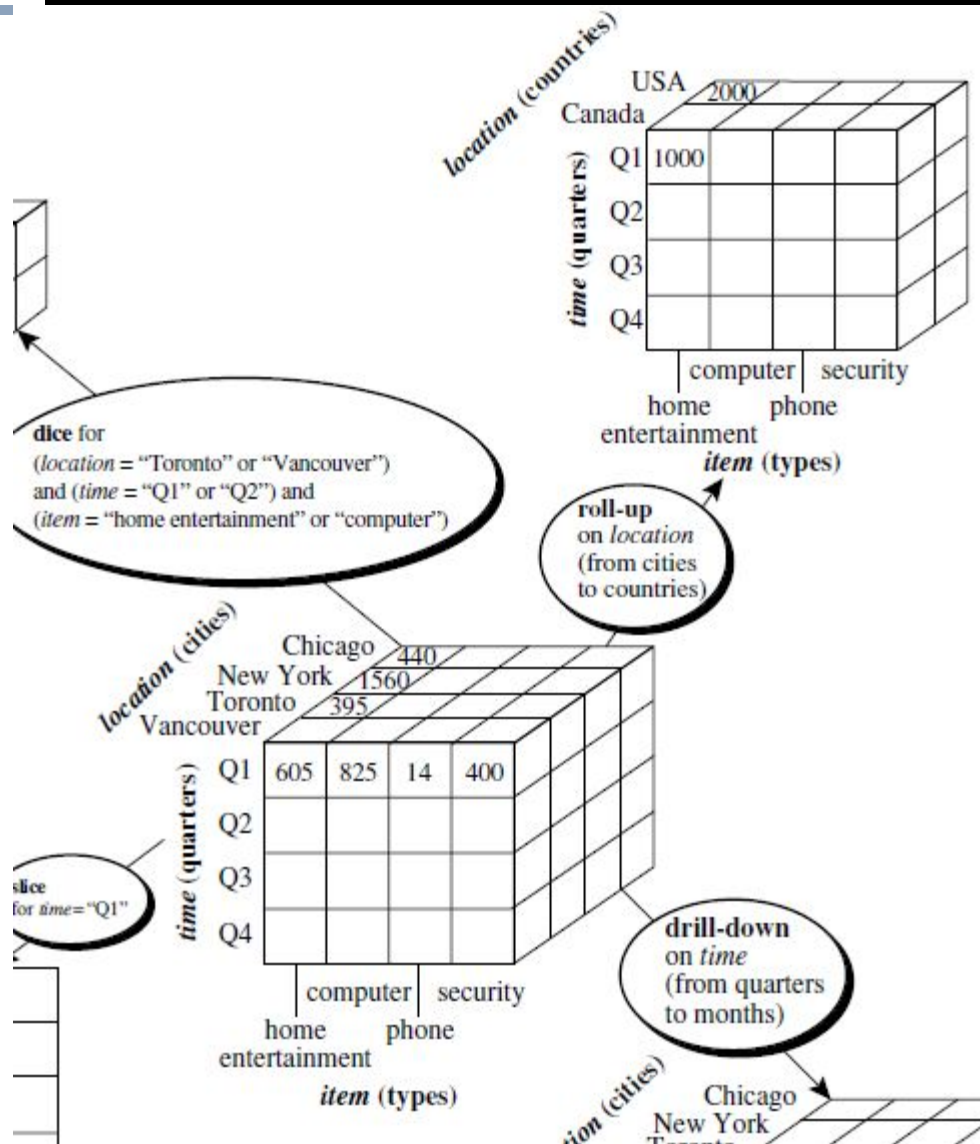 location (countries)
USA
2000
Canada
time (quarters)
Q1 1000
Q2
Q3
Q4
computer security
home phone
entertainment
item (types)
dice for
(location = “Toronto” or “Vancouver”)
and (time = “Q1” or “Q2”) and
(item = “home entertainment” or “computer”)
roll-up
on location
(from cities
to countries)
location (cities)
Chicago 440
New York 1560
Toronto 395
Vancouver
time (quarters)
Q1 605 825 14 400
Q2
Q3
Q4
computer security
home phone
entertainment
item (types)
slice
for time=“Q1”
drill-down
on time
(from quarters
to months)
(cities)
Chicago
New York